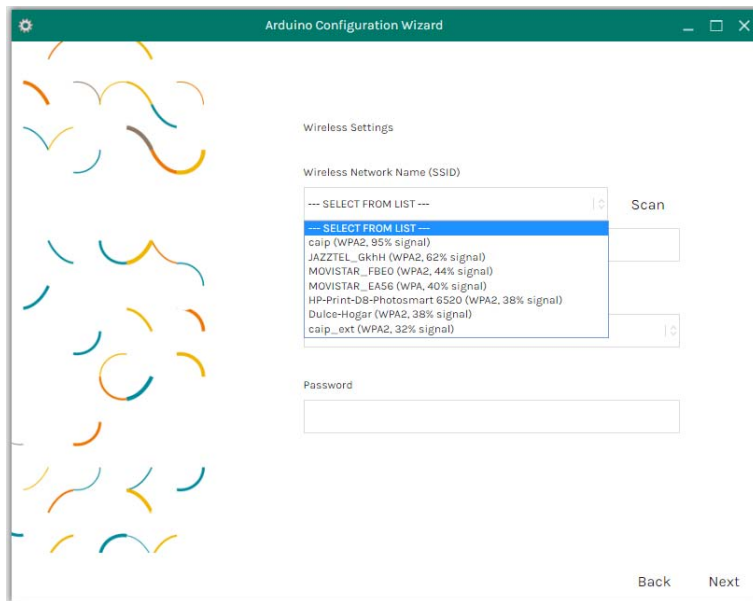 Arduino Configuration Wizard
Wireless Settings
Wireless Network Name (SSID)
--- SELECT FROM LIST ---
Scan
--- SELECT FROM LIST ---
caip (WPA2, 95% signal)
JAZZTEL_GkhH (WPA2, 62% signal)
MOVISTAR_FBE0 (WPA2, 44% signal)
MOVISTAR_EA56 (WPA, 40% signal)
HP-Print-D8-Photosmart 6520 (WPA2, 38% signal)
Dulce-Hogar (WPA2, 38% signal)
caip_ext (WPA2, 32% signal)
Password
Back Next